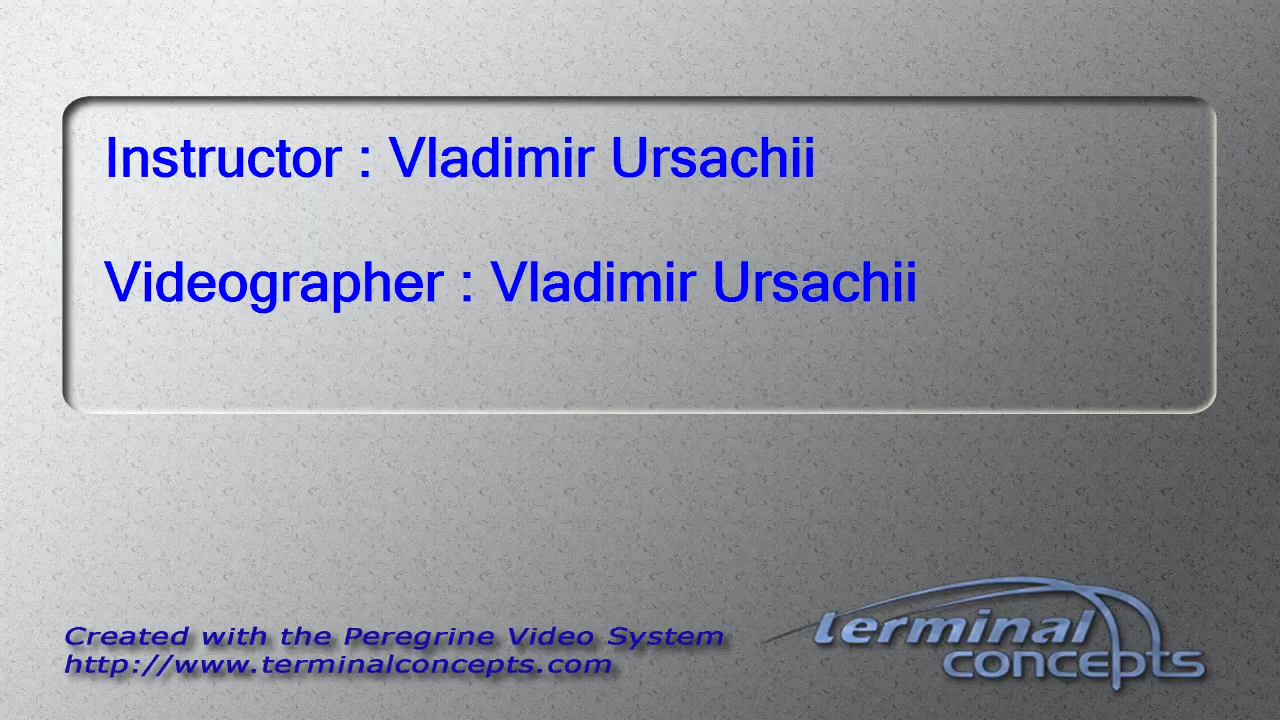 Instructor : Vladimir Ursachii
Videographer : Vladimir Ursachii
Created with the Peregrine Video System
http://www.terminalconcepts.com
terminal
concepts